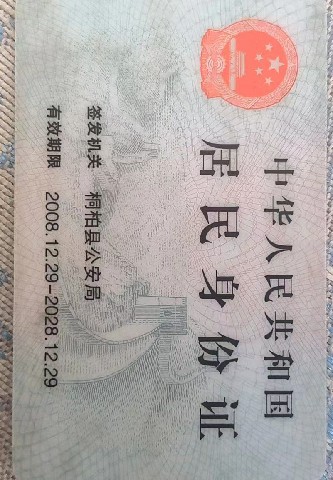 中华人民共和国
居民身份证
签发机关 桐柏县公安局
有效期限 2008.12.29-2028.12.29